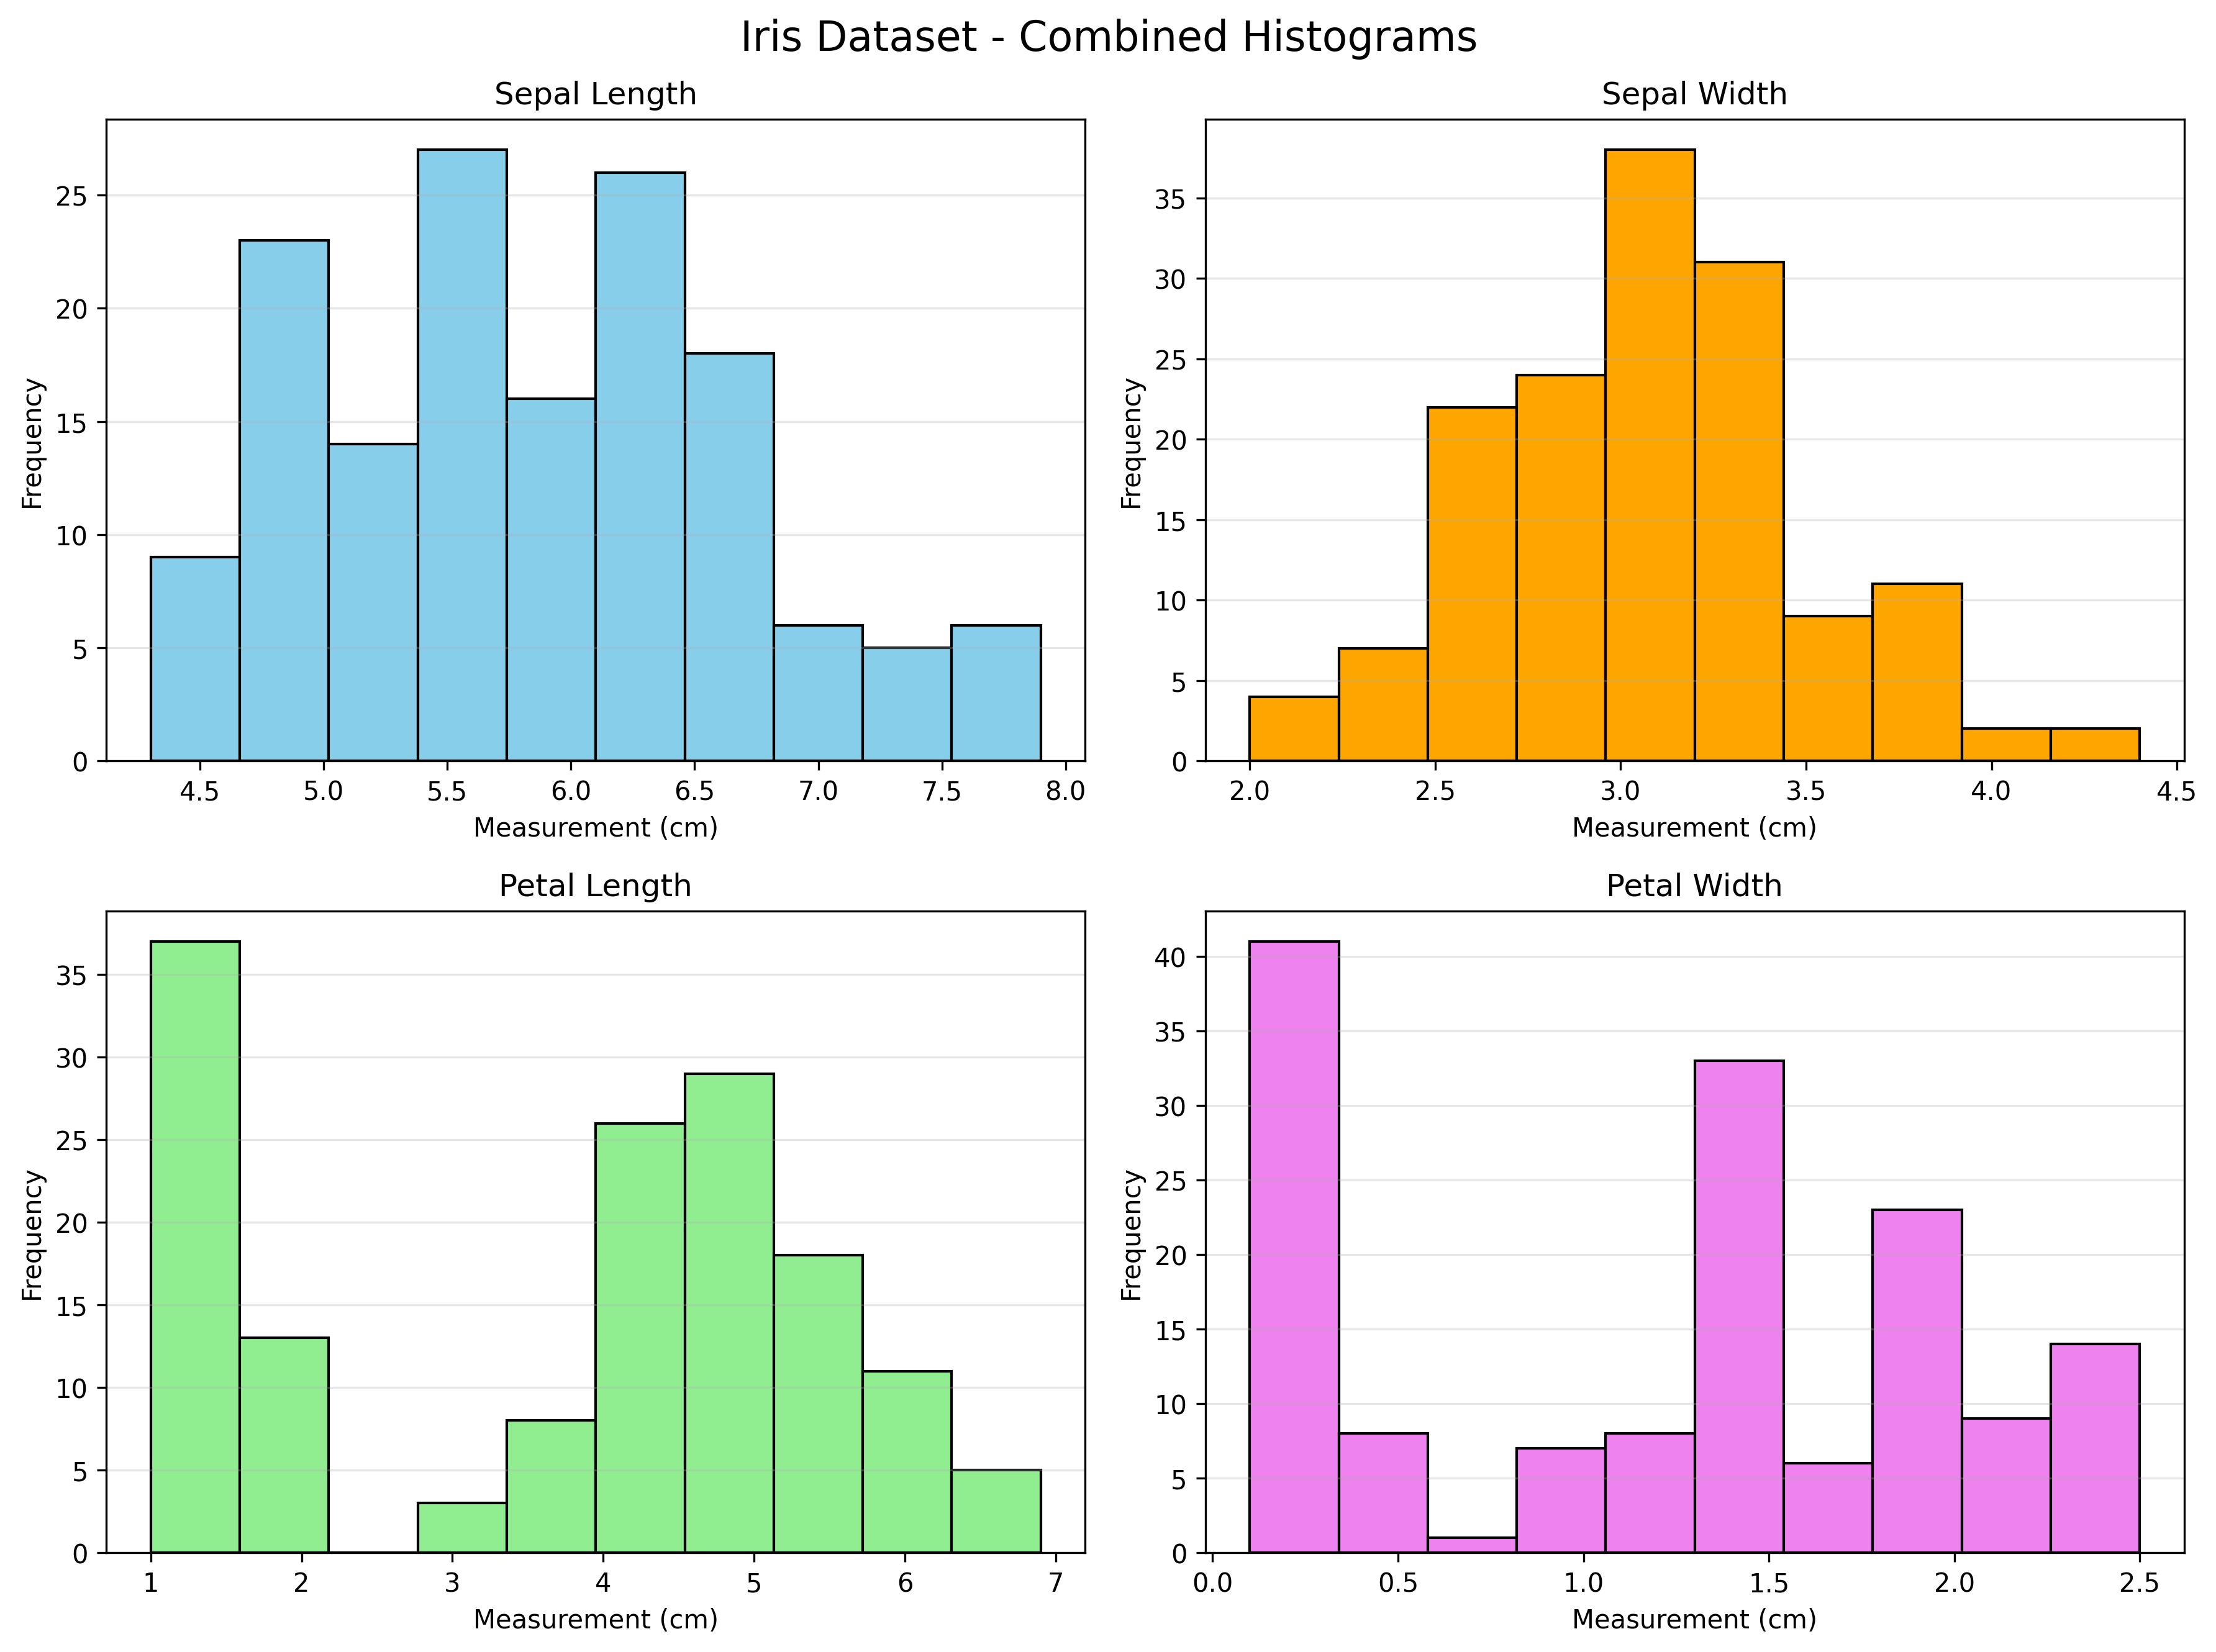 Iris Dataset - Combined Histograms
Sepal Length
Frequency
25
20
15
10
5
0
4.5 5.0 5.5 6.0 6.5 7.0 7.5 8.0
Measurement (cm)
Sepal Width
Frequency
35
30
25
20
15
10
5
0
2.0 2.5 3.0 3.5 4.0 4.5
Measurement (cm)
Petal Length
Frequency
35
30
25
20
15
10
5
0
1 2 3 4 5 6 7
Measurement (cm)
Petal Width
Frequency
40
35
30
25
20
15
10
5
0
0.0 0.5 1.0 1.5 2.0 2.5
Measurement (cm)